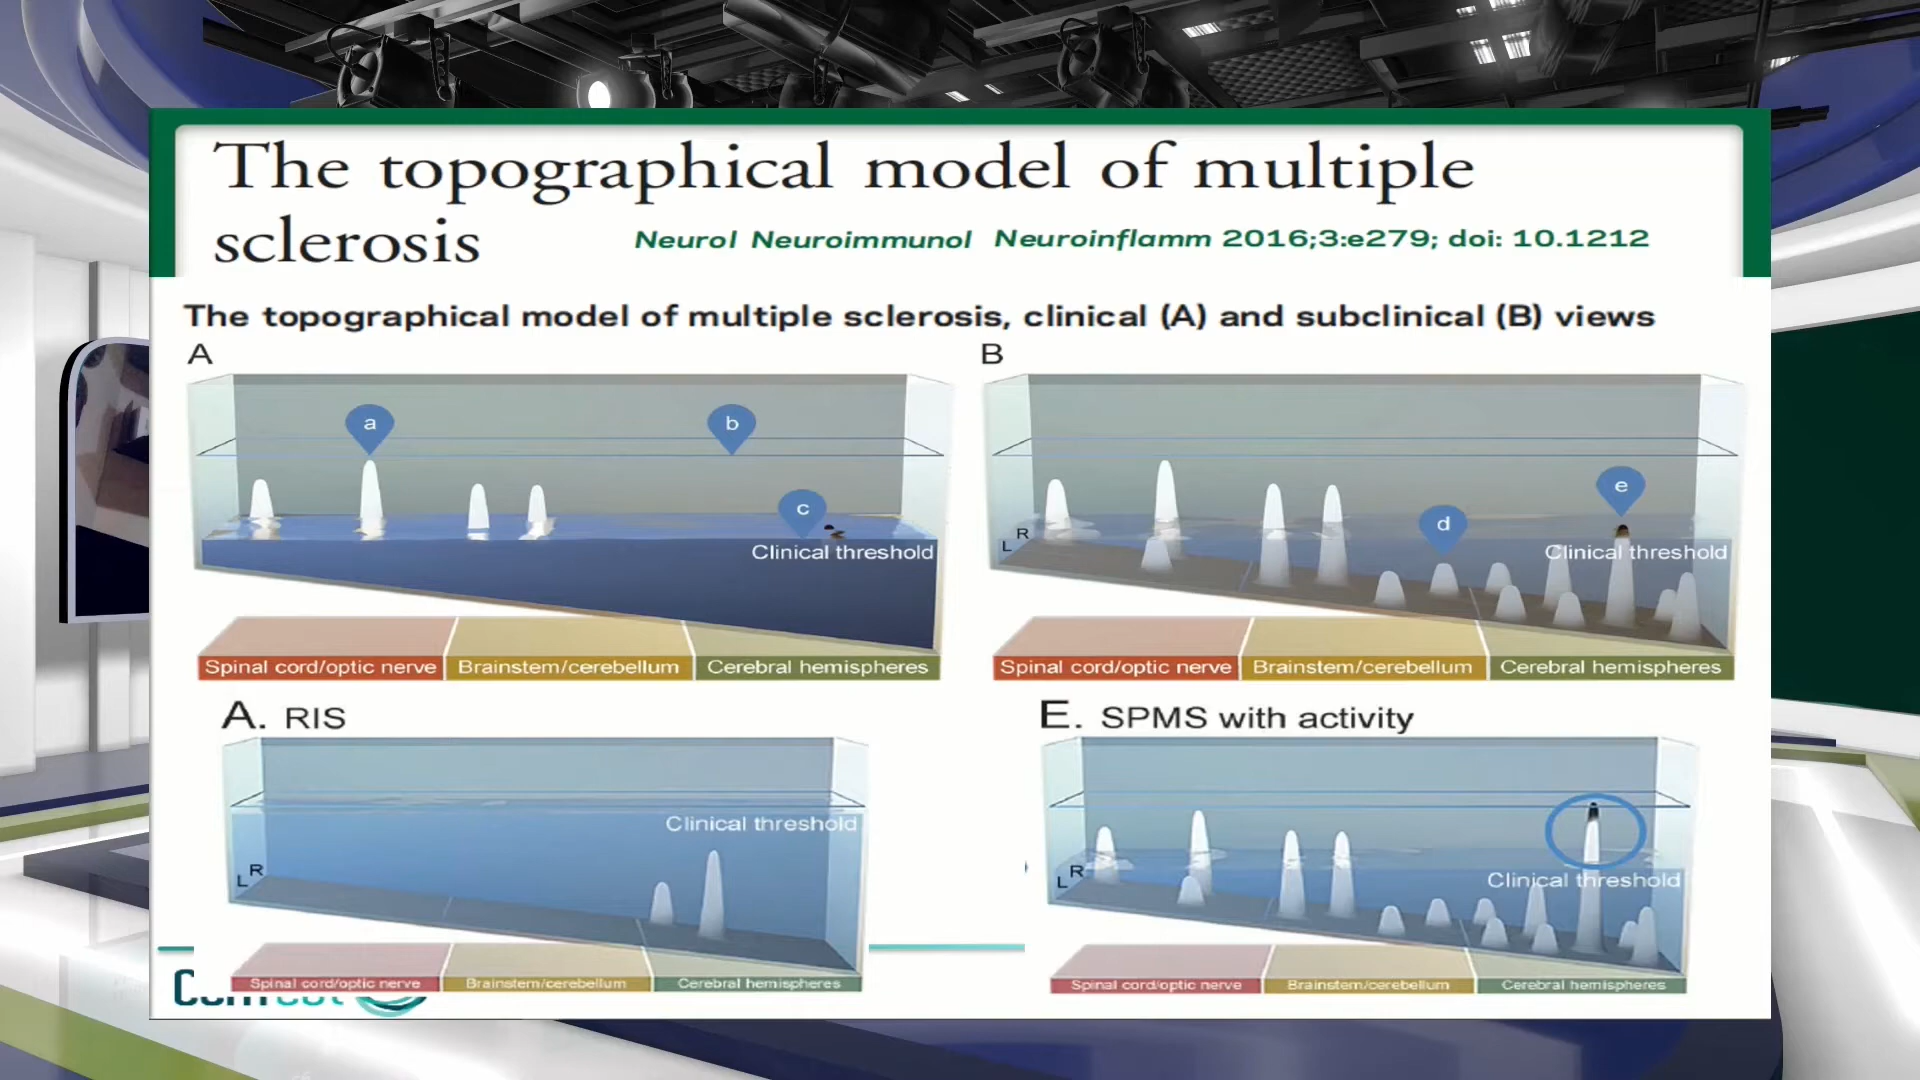 The topographical model of multiple
sclerosis Neurol Neuroimmunol Neuroinflamm 2016;3:e279; doi: 10.1212
The topographical model of multiple sclerosis, clinical (A) and subclinical (B) views
A
a
b
c
Clinical threshold
Spinal cord/optic nerve Brainstem/cerebellum Cerebral hemispheres
B
R
L
d
e
Clinical threshold
Spinal cord/optic nerve Brainstem/cerebellum Cerebral hemispheres
A. RIS
Clinical threshold
R
L
Spinal cord/optic nerve Brainstem/cerebellum Cerebral hemispheres
E. SPMS with activity
Clinical threshold
R
L
Spinal cord/optic nerve Brainstem/cerebellum Cerebral hemispheres